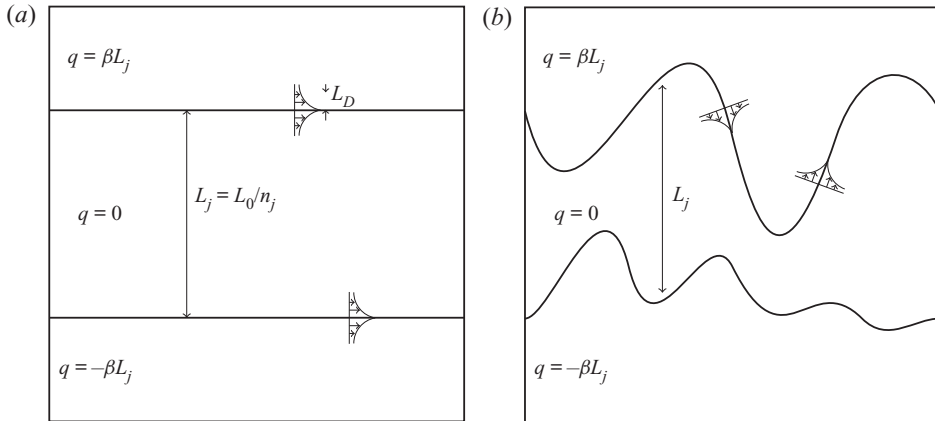 (a)
q = βL_j
L_D
L_j = L_0/n_j
q = 0
q = –βL_j
(b)
q = βL_j
q = 0
L_j
q = –βL_j